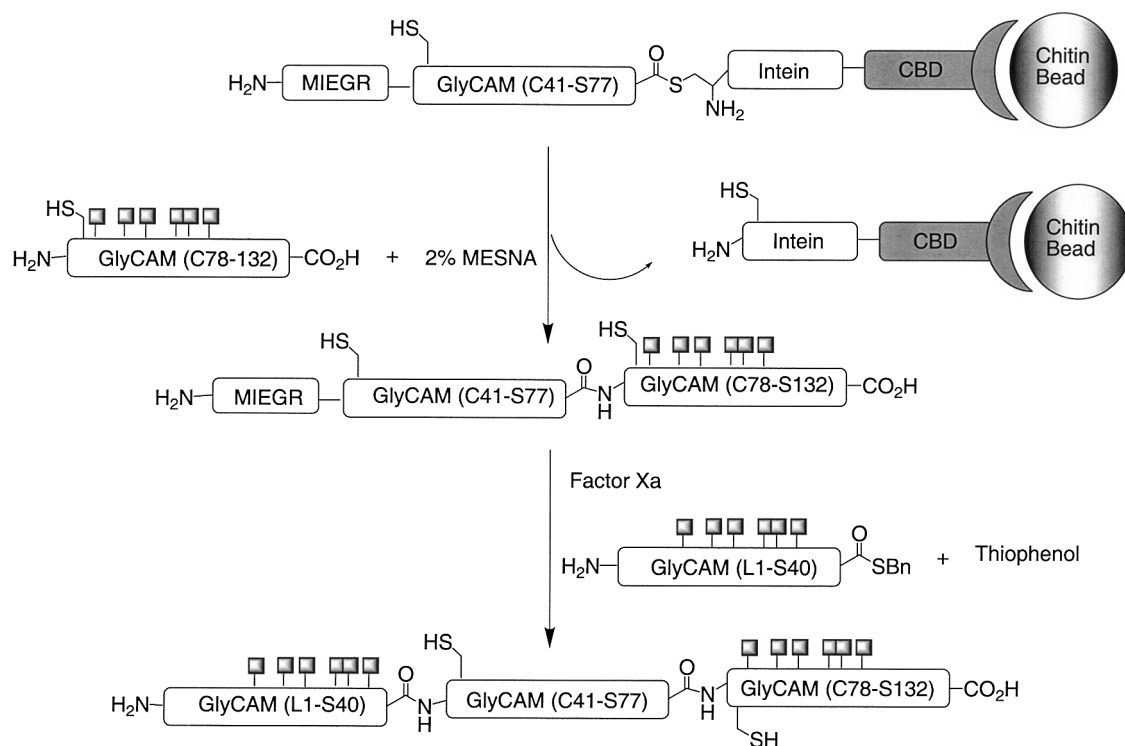 HS
O
H2N
MIEGR
GlyCAM (C41-S77)
S
NH2
Intein
CBD
Chitin
Bead
HS
H2N
GlyCAM (C78-132)
CO2H
+
2% MESNA
HS
H2N
Intein
CBD
Chitin
Bead
HS
H2N
MIEGR
GlyCAM (C41-S77)
O
N
H
HS
GlyCAM (C78-S132)
CO2H
Factor Xa
H2N
GlyCAM (L1-S40)
O
SBn
+
Thiophenol
H2N
GlyCAM (L1-S40)
O
N
H
HS
GlyCAM (C41-S77)
O
N
H
GlyCAM (C78-S132)
CO2H
SH